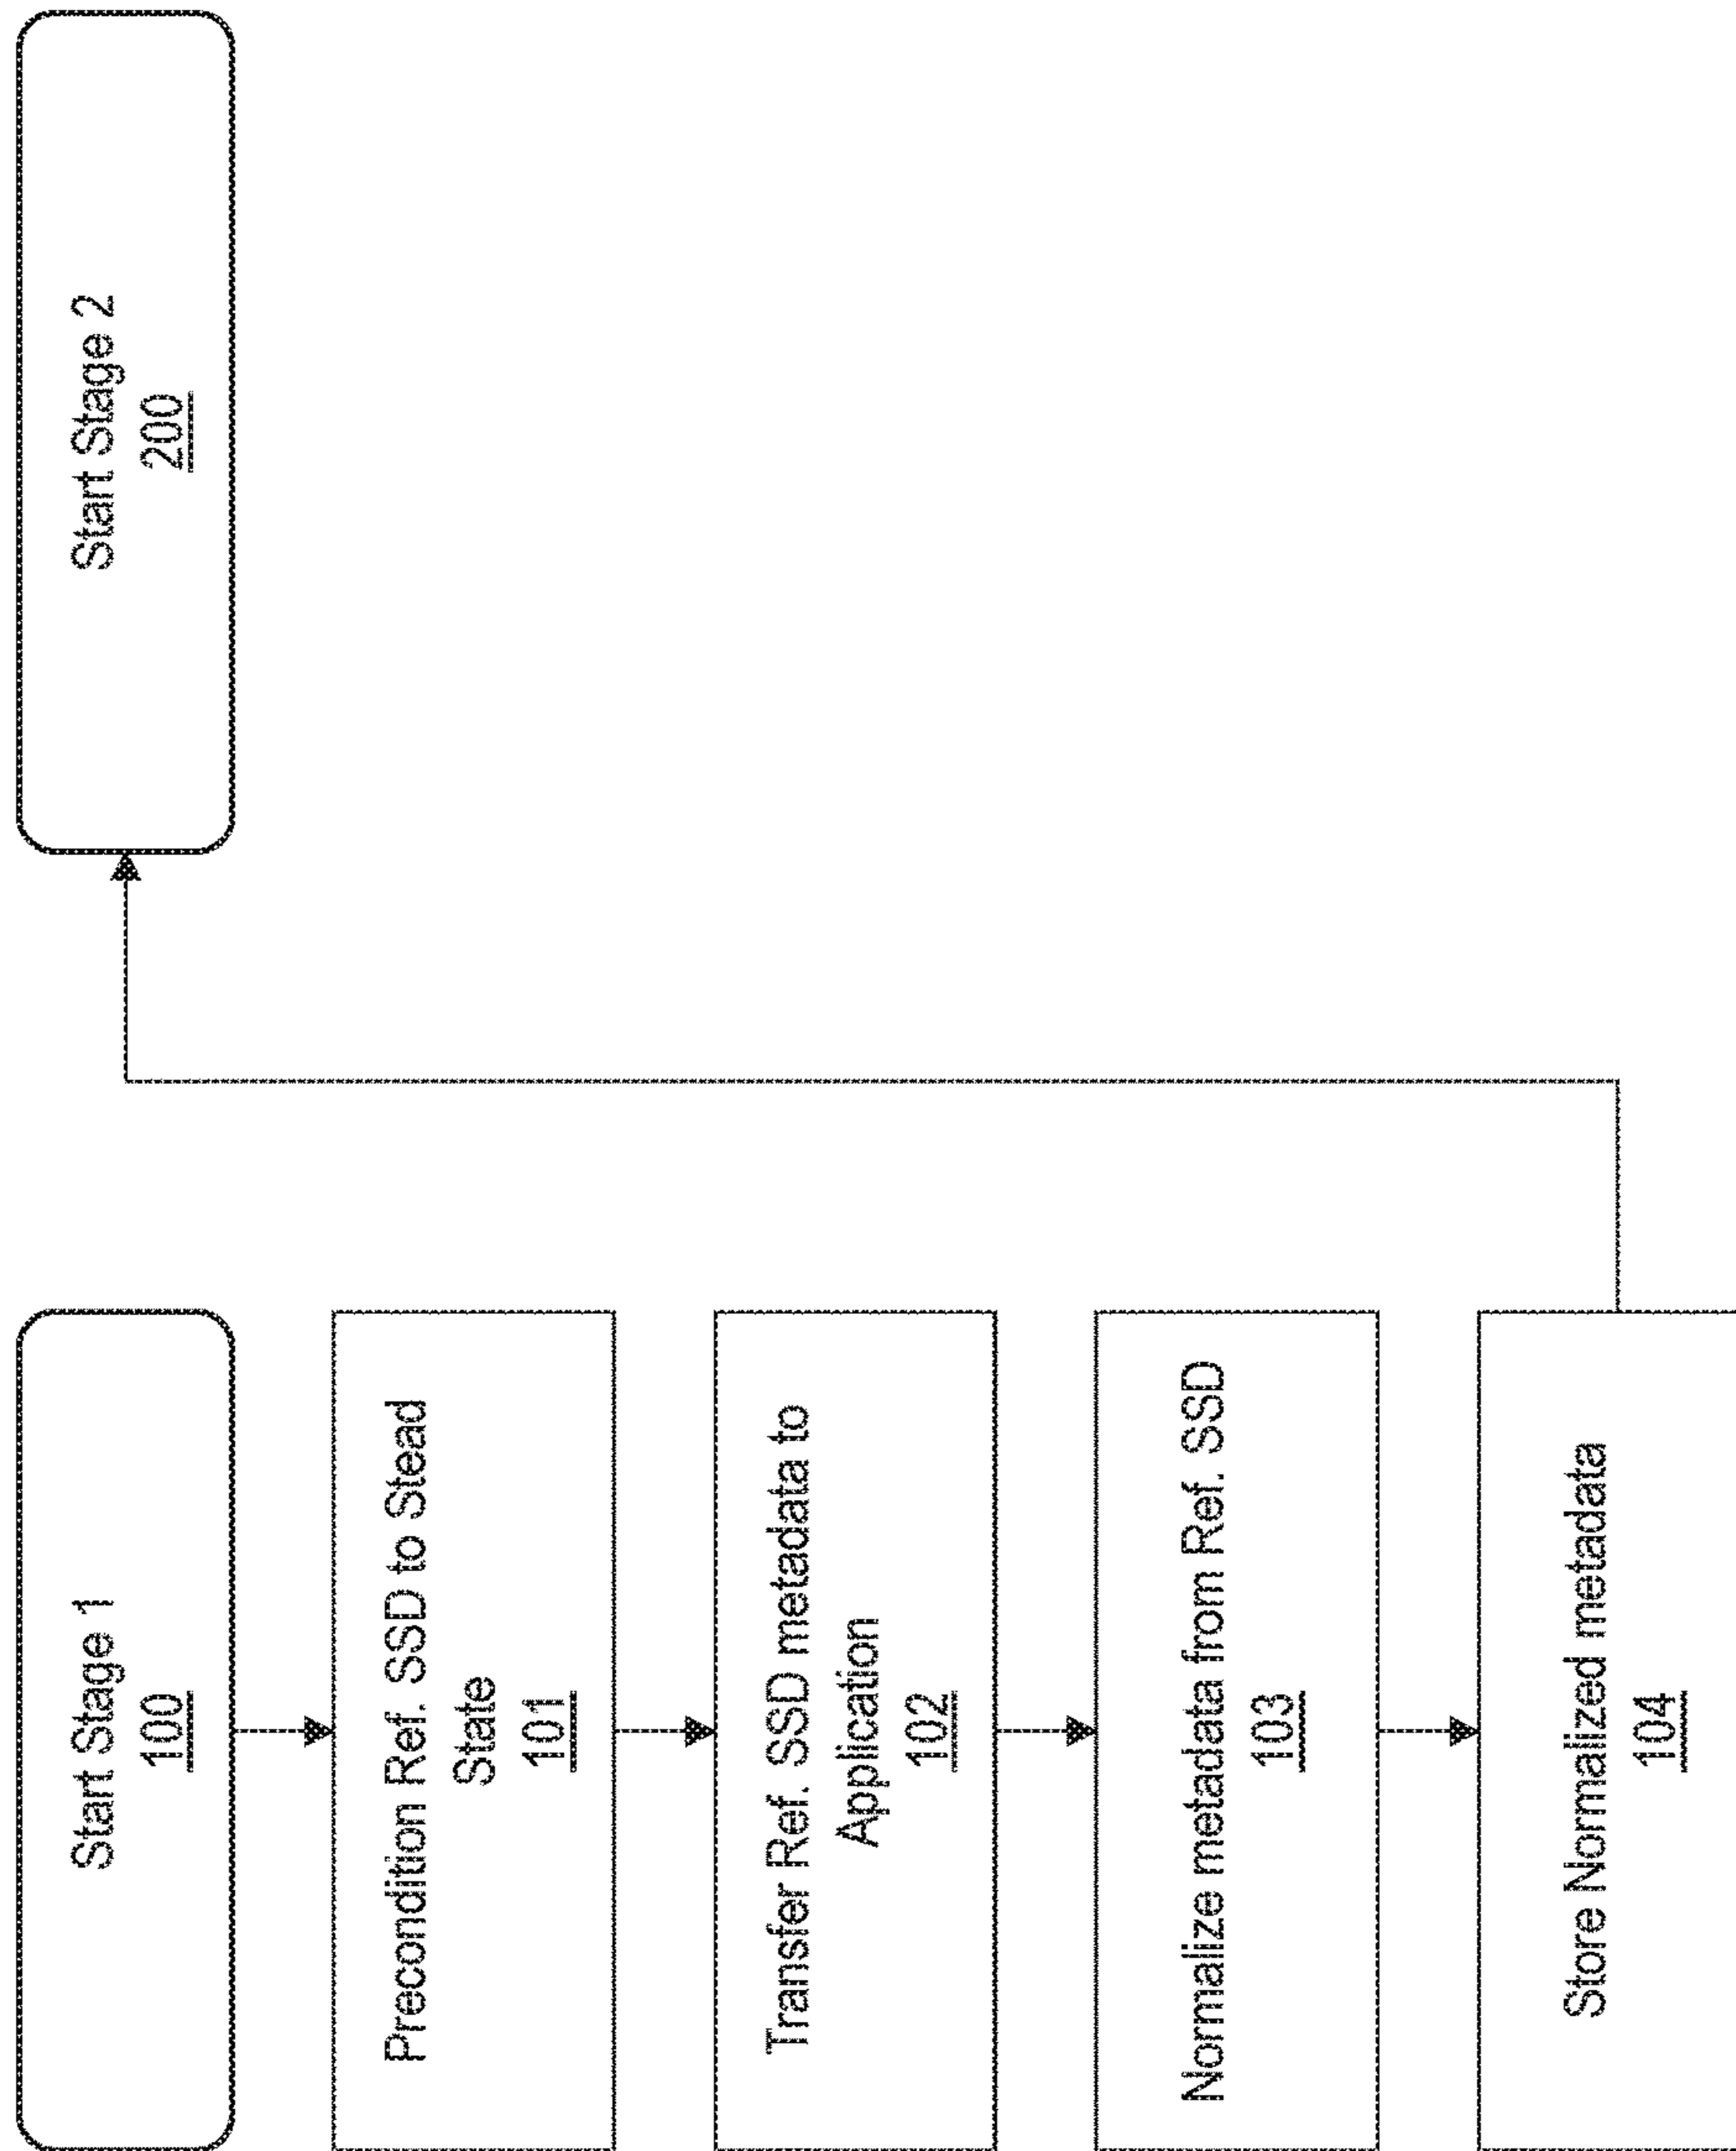 Start Stage 1
100
Precondition Ref. SSD to Stead
State
101
Transfer Ref. SSD metadata to
Application
102
Normalize metadata from Ref. SSD
103
Store Normalized metadata
104
Start Stage 2
200